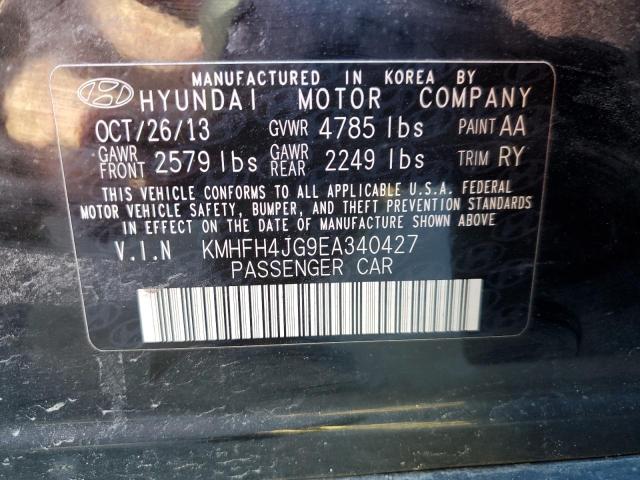 MANUFACTURED IN KOREA BY
HYUNDAI MOTOR COMPANY
OCT/26/13 GVWR 4785 lbs PAINT AA
GAWR FRONT 2579 lbs GAWR REAR 2249 lbs TRIM RY
THIS VEHICLE CONFORMS TO ALL APPLICABLE U.S.A. FEDERAL
MOTOR VEHICLE SAFETY, BUMPER, AND THEFT PREVENTION STANDARDS
IN EFFECT ON THE DATE OF MANUFACTURE SHOWN ABOVE.
V.I.N KMHFH4JG9EA340427
PASSENGER CAR